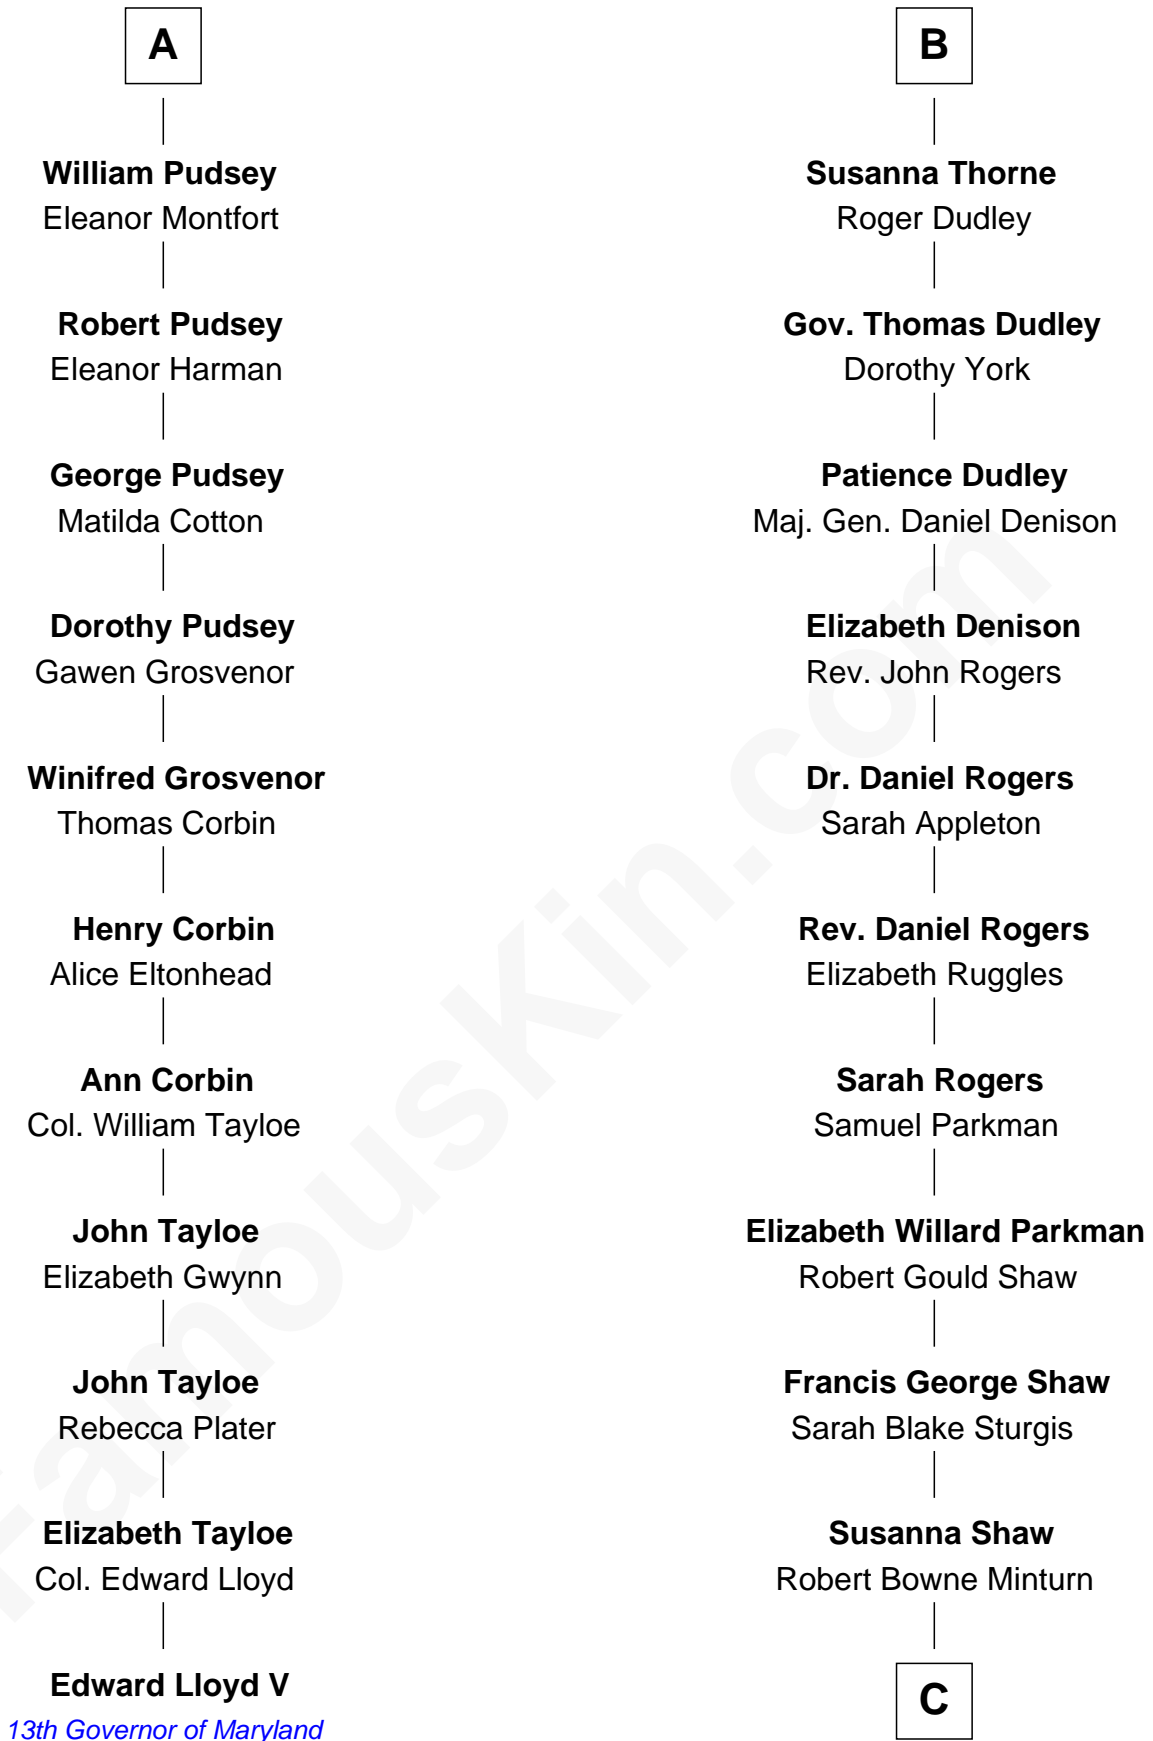 A
William Pudsey
Eleanor Montfort
Robert Pudsey
Eleanor Harman
George Pudsey
Matilda Cotton
Dorothy Pudsey
Gawen Grosvenor
Winifred Grosvenor
Thomas Corbin
Henry Corbin
Alice Eltonhead
Ann Corbin
Col. William Tayloe
John Tayloe
Elizabeth Gwynn
John Tayloe
Rebecca Plater
Elizabeth Tayloe
Col. Edward Lloyd
Edward Lloyd V
13th Governor of Maryland
B
Susanna Thorne
Roger Dudley
Gov. Thomas Dudley
Dorothy York
Patience Dudley
Maj. Gen. Daniel Denison
Elizabeth Denison
Rev. John Rogers
Dr. Daniel Rogers
Sarah Appleton
Rev. Daniel Rogers
Elizabeth Ruggles
Sarah Rogers
Samuel Parkman
Elizabeth Willard Parkman
Robert Gould Shaw
Francis George Shaw
Sarah Blake Sturgis
Susanna Shaw
Robert Bowne Minturn
C
FamousKin.com